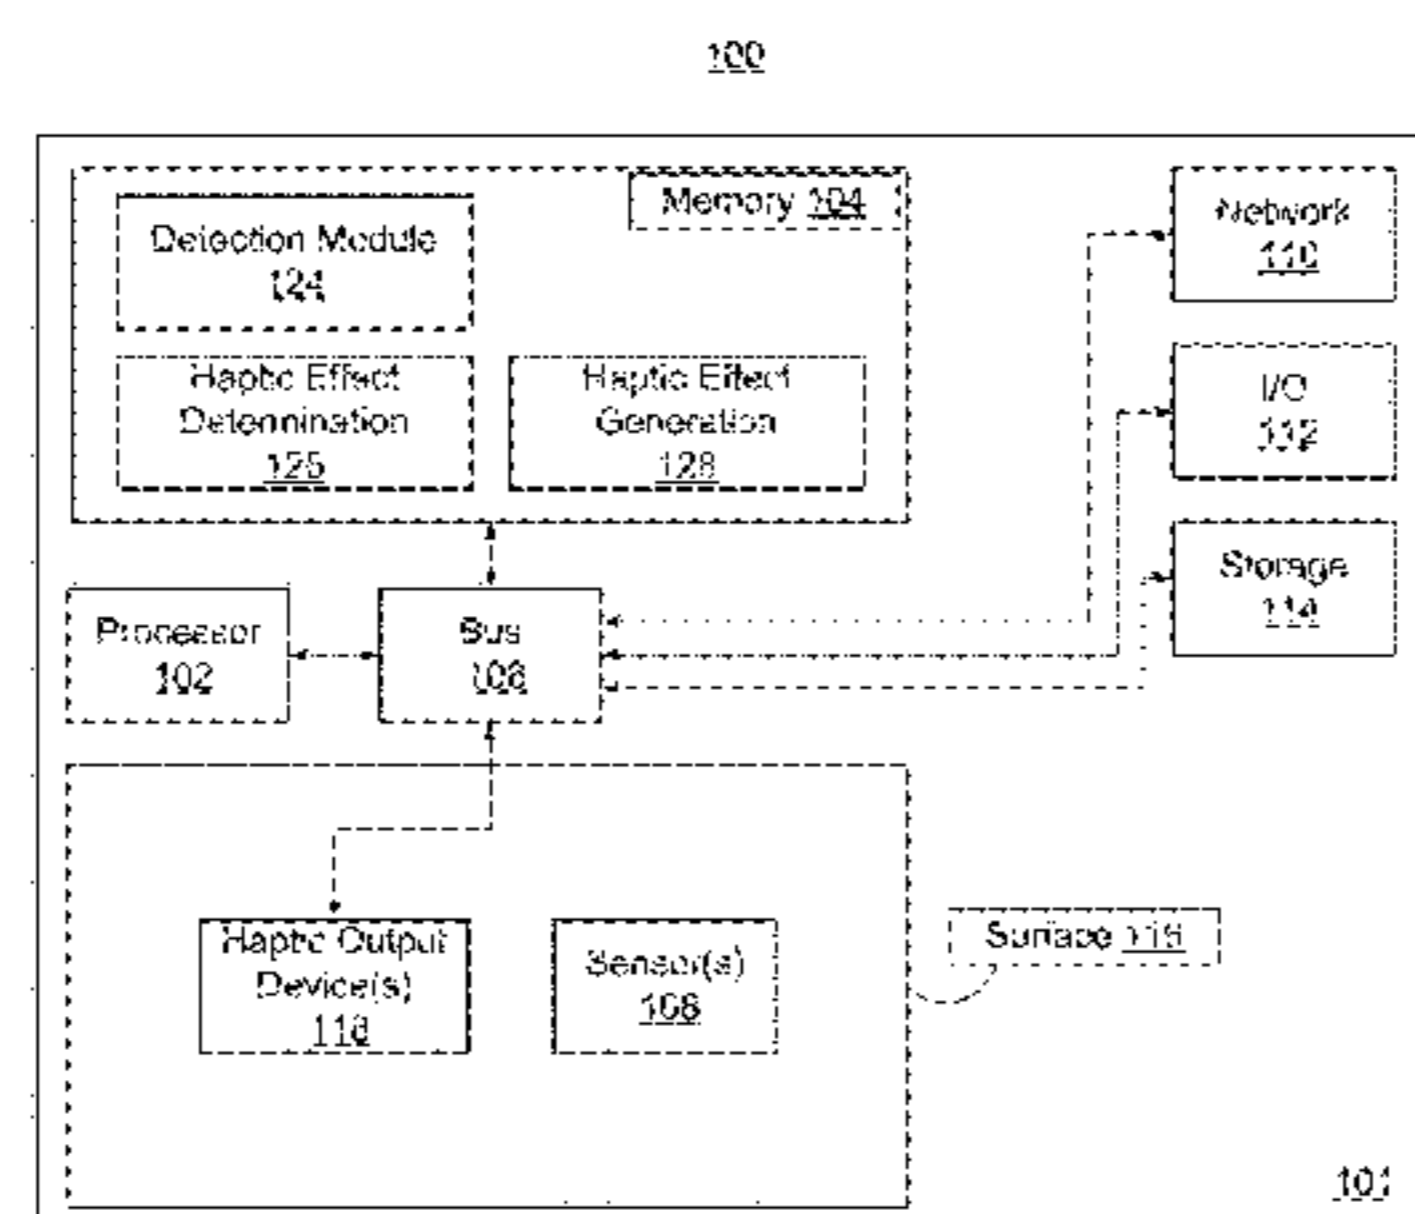 100
Memory 104
Detection Module
124
Haptic Effect
Determination
126
Haptic Effect
Generation
128
Network
110
I/O
112
Storage
114
Processor
102
Bus
106
Haptic Output
Device(s)
118
Sensor(s)
108
Surface 116
101